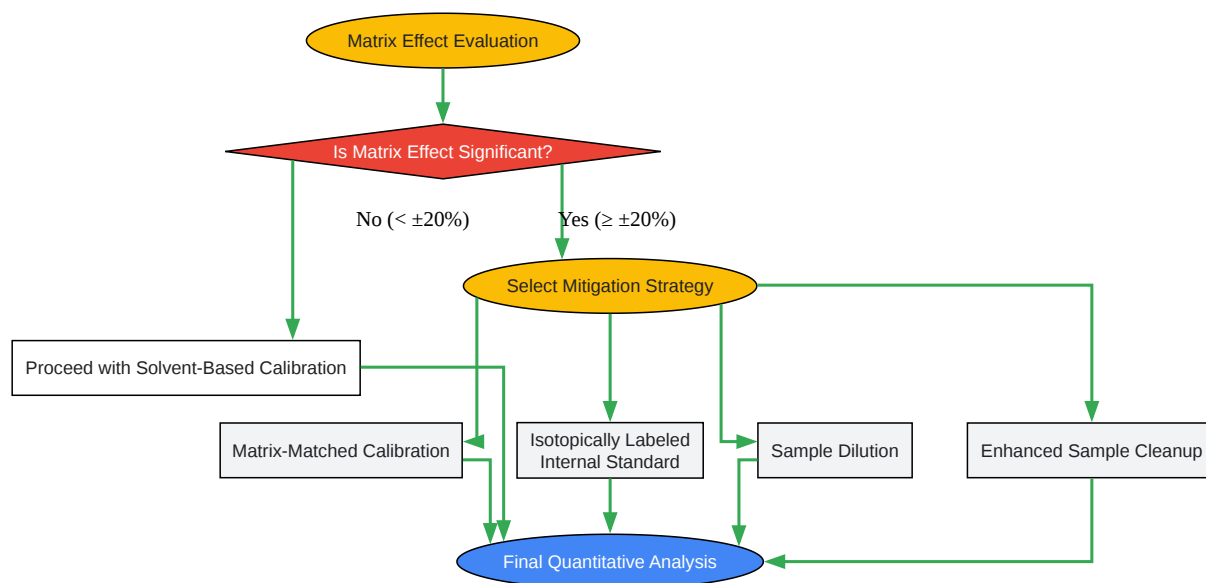 Matrix Effect Evaluation
Is Matrix Effect Significant?
No (< ±20%)
Yes (≥ ±20%)
Select Mitigation Strategy
Proceed with Solvent-Based Calibration
Matrix-Matched Calibration
Isotopically Labeled
Internal Standard
Sample Dilution
Enhanced Sample Cleanup
Final Quantitative Analysis